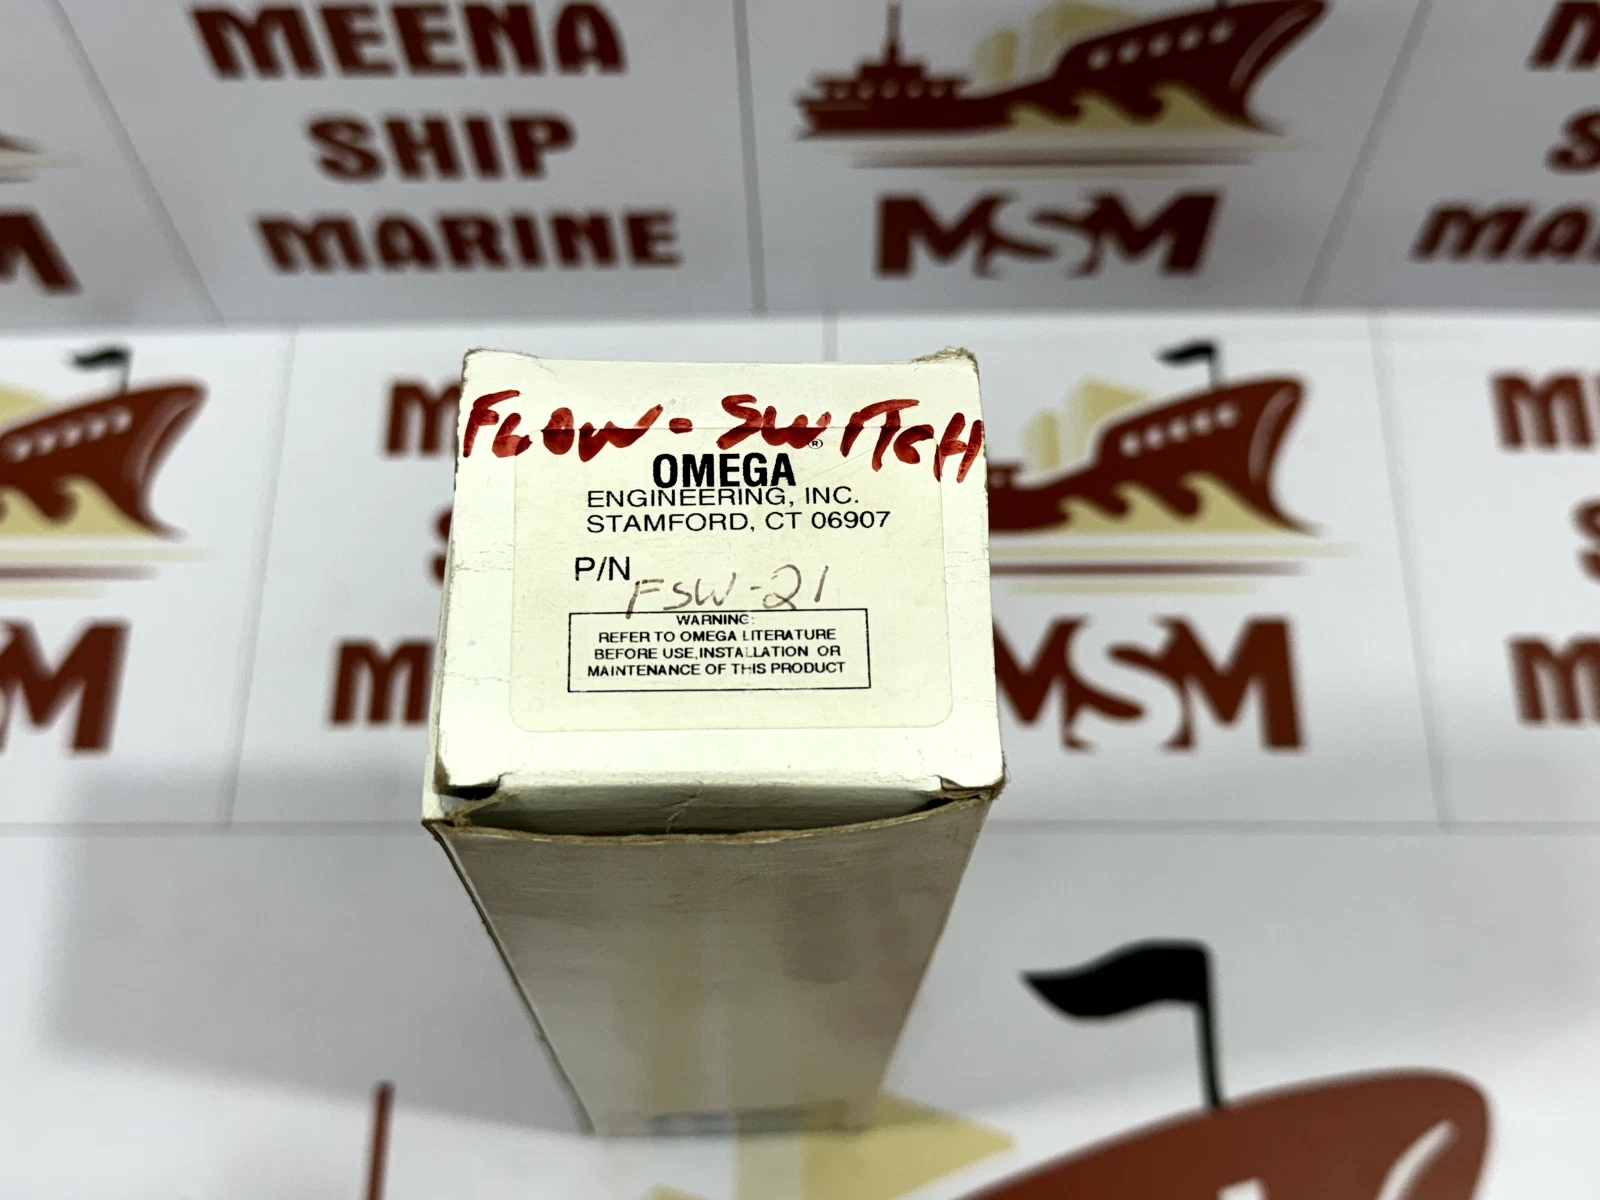 MEENA
SHIP
MARINE
MSM
FLOW-SWITCH
®
OMEGA
ENGINEERING, INC.
STAMFORD, CT 06907
P/N
FSW-21
WARNING:
REFER TO OMEGA LITERATURE
BEFORE USE, INSTALLATION OR
MAINTENANCE OF THIS PRODUCT
MSM